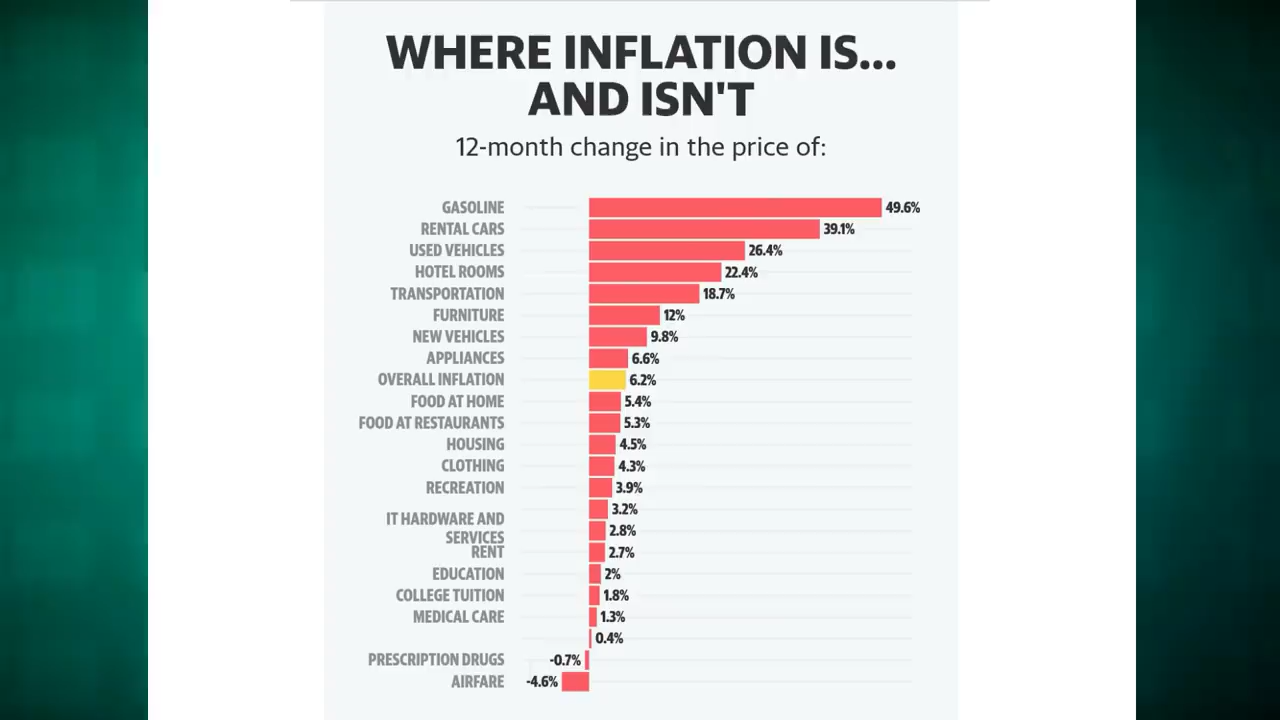 WHERE INFLATION IS...
AND ISN'T
12-month change in the price of:
GASOLINE 49.6%
RENTAL CARS 39.1%
USED VEHICLES 26.4%
HOTEL ROOMS 22.4%
TRANSPORTATION 18.7%
FURNITURE 12%
NEW VEHICLES 9.8%
APPLIANCES 6.6%
OVERALL INFLATION 6.2%
FOOD AT HOME 5.4%
FOOD AT RESTAURANTS 5.3%
HOUSING 4.5%
CLOTHING 4.3%
RECREATION 3.9%
3.2%
IT HARDWARE AND
2.8%
SERVICES
RENT 2.7%
EDUCATION 2%
COLLEGE TUITION 1.8%
MEDICAL CARE 1.3%
0.4%
PRESCRIPTION DRUGS -0.7%
AIRFARE -4.6%